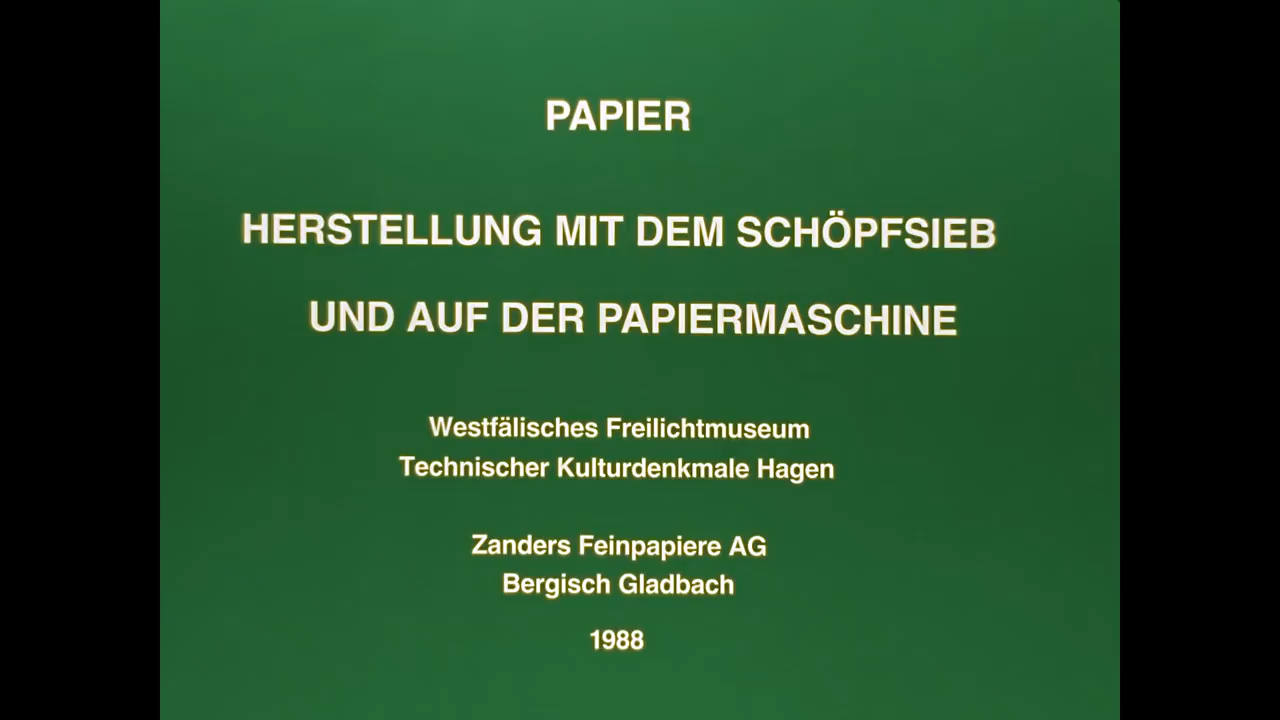 PAPIER
HERSTELLUNG MIT DEM SCHÖPFSIEB
UND AUF DER PAPIERMASCHINE
Westfälisches Freilichtmuseum
Technischer Kulturdenkmale Hagen
Zanders Feinpapiere AG
Bergisch Gladbach
1988